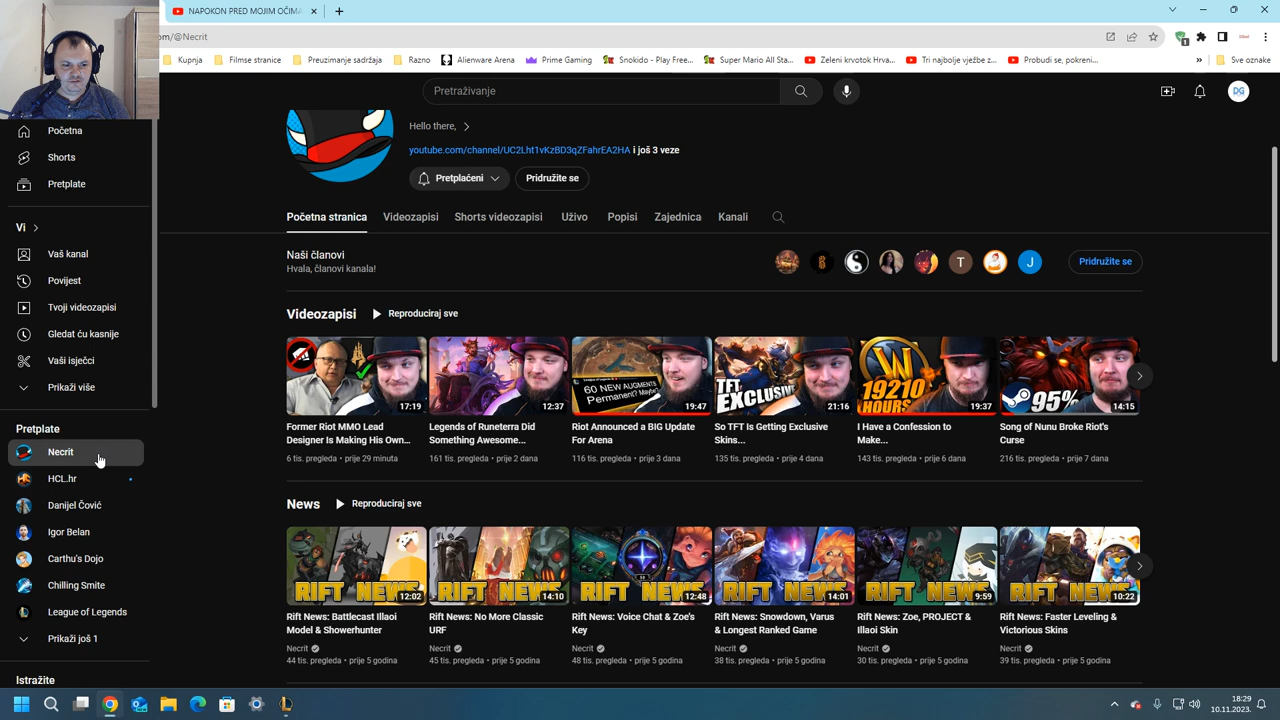 NAPOKON PRED MOJIM OČIMA
om/@Necrit
Kupnja
Filmse stranice
Preuzimanje sadržaja
Razno
Alienware Arena
Prime Gaming
Snokido - Play Free...
Super Mario All Sta...
Zeleni krvotok Hrva...
Tri najbolje vježbe z...
Probudi se, pokreni...
»
Sve oznake
Pretraživanje
DG
Početna
Shorts
Pretplate
Vi
Vaš kanal
Povijest
Tvoji videozapisi
Gledat ću kasnije
Vaši isječci
Prikaži više
Pretplate
Necrit
HCL.hr
Danijel Čović
Igor Belan
Carthu's Dojo
Chilling Smite
League of Legends
Prikaži još 1
Istražite
Hello there,
youtube.com/channel/UC2Lht1vKzBD3qZFahrEA2HA i još 3 veze
Pretplaćeni
Pridružite se
Početna stranica
Videozapisi
Shorts videozapisi
Uživo
Popisi
Zajednica
Kanali
Naši članovi
Hvala, članovi kanala!
T
J
Pridružite se
Videozapisi
Reproduciraj sve
17:19
12:37
60 NEW AUGMENTS
Permanent? Maybe?
19:47
TFT
EXCLUSIVE
21:16
W
19210
HOURS
19:37
STEAM
95%
14:15
Former Riot MMO Lead
Designer Is Making His Own...
6 tis. pregleda • prije 29 minuta
Legends of Runeterra Did
Something Awesome...
161 tis. pregleda • prije 2 dana
Riot Announced a BIG Update
For Arena
116 tis. pregleda • prije 3 dana
So TFT Is Getting Exclusive
Skins...
135 tis. pregleda • prije 4 dana
I Have a Confession to
Make...
143 tis. pregleda • prije 6 dana
Song of Nunu Broke Riot's
Curse
216 tis. pregleda • prije 7 dana
News
Reproduciraj sve
RIFT NEWS
12:02
RIFT NEWS
14:10
RIFT NEWS
12:48
RIFT NEWS
14:01
RIFT NEWS
9:59
RIFT NEWS
10:22
Rift News: Battlecast Illaoi
Model & Showerhunter
Necrit
44 tis. pregleda • prije 5 godina
Rift News: No More Classic
URF
Necrit
45 tis. pregleda • prije 5 godina
Rift News: Voice Chat & Zoe's
Key
Necrit
48 tis. pregleda • prije 5 godina
Rift News: Snowdown, Varus
& Longest Ranked Game
Necrit
38 tis. pregleda • prije 5 godina
Rift News: Zoe, PROJECT &
Illaoi Skin
Necrit
30 tis. pregleda • prije 5 godina
Rift News: Faster Leveling &
Victorious Skins
Necrit
39 tis. pregleda • prije 5 godina
18:29
10.11.2023.